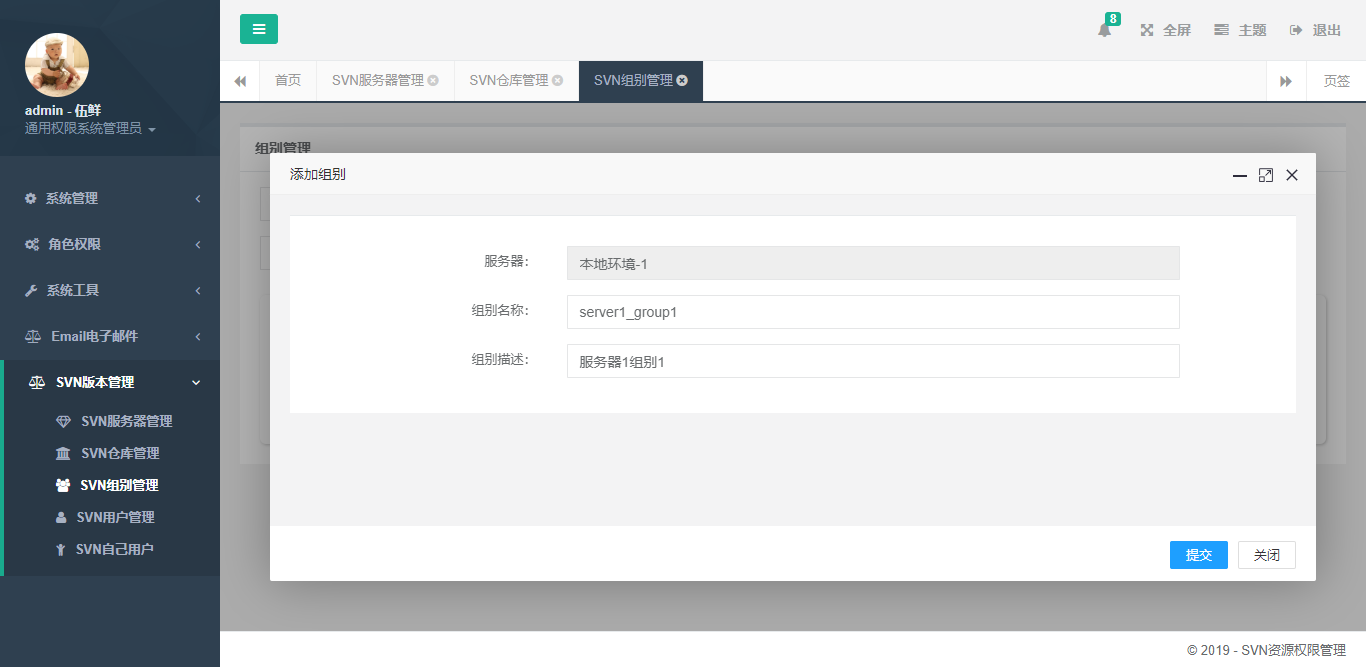 admin - 伍鲜
通用权限系统管理员
系统管理
角色权限
系统工具
Email电子邮件
SVN版本管理
SVN服务器管理
SVN仓库管理
SVN组别管理
SVN用户管理
SVN自己用户
8
全屏
主题
退出
首页
SVN服务器管理
SVN仓库管理
SVN组别管理
页签
组别管理
添加组别
服务器：
本地环境-1
组别名称：
server1_group1
组别描述：
服务器1组别1
提交
关闭
© 2019 - SVN资源权限管理